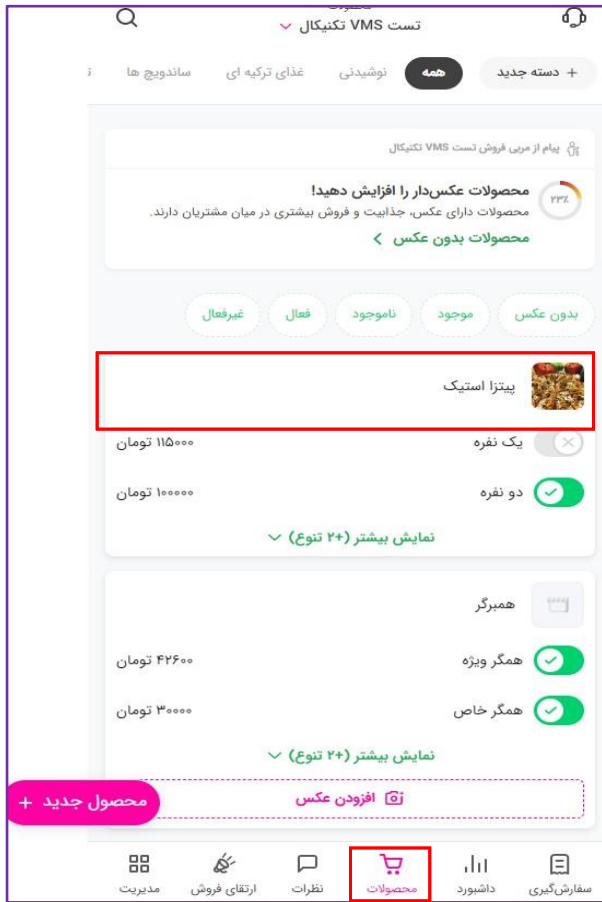 محصولات
تست VMS تکنیکال
+ دسته جدید همه نوشیدنی غذای ترکیه ای ساندویچ ها
پیام از مربی فروش تست VMS تکنیکال
۲۳٪
محصولات عکس‌دار را افزایش دهید!
محصولات دارای عکس، جذابیت و فروش بیشتری در میان مشتریان دارند.
محصولات بدون عکس
بدون عکس موجود ناموجود فعال غیرفعال
پیتزا استیک
یک نفره ۱۱۵۰۰۰ تومان
دو نفره ۱۰۰۰۰۰ تومان
نمایش بیشتر (+۲ تنوع)
همبرگر
همگر ویژه ۴۲۶۰۰ تومان
همگر خاص ۳۰۰۰۰ تومان
نمایش بیشتر (+۲ تنوع)
افزودن عکس
محصول جدید +
سفارش‌گیری داشبورد محصولات نظرات ارتقای فروش مدیریت